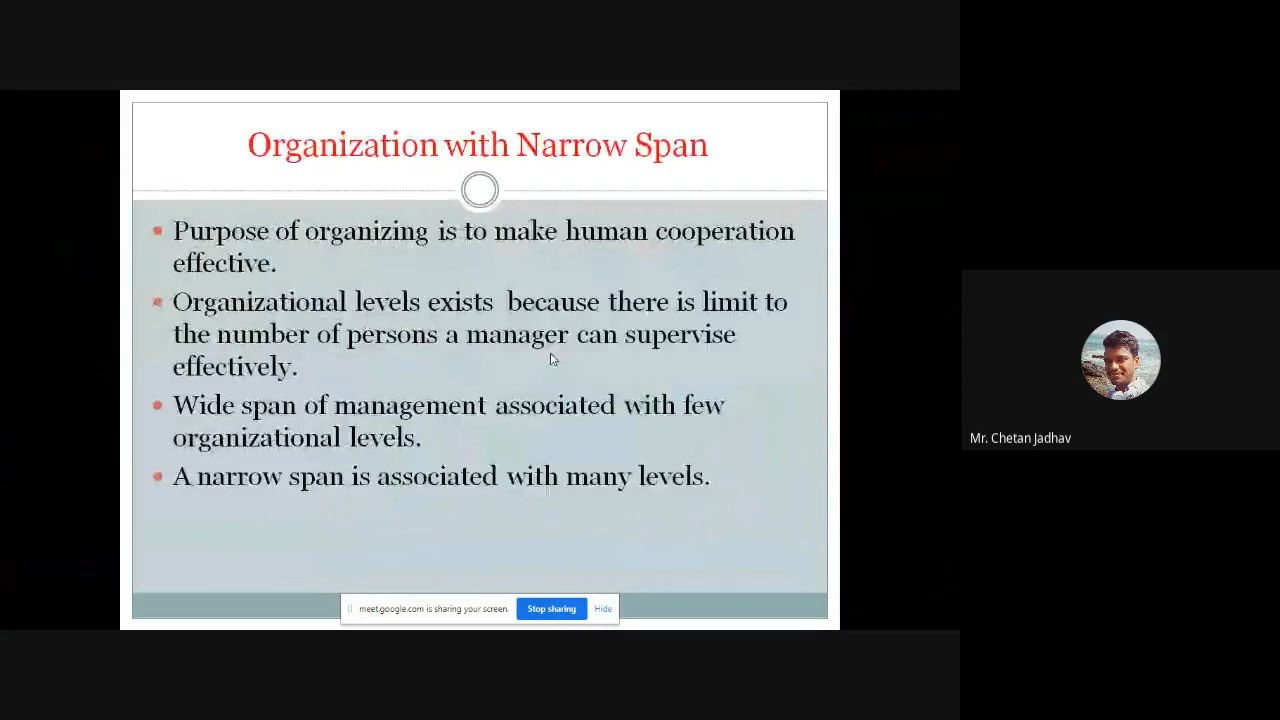 Organization with Narrow Span
Purpose of organizing is to make human cooperation
effective.
Organizational levels exists because there is limit to
the number of persons a manager can supervise
effectively.
Wide span of management associated with few
organizational levels.
A narrow span is associated with many levels.
meet.google.com is sharing your screen.
Stop sharing
Hide
Mr. Chetan Jadhav